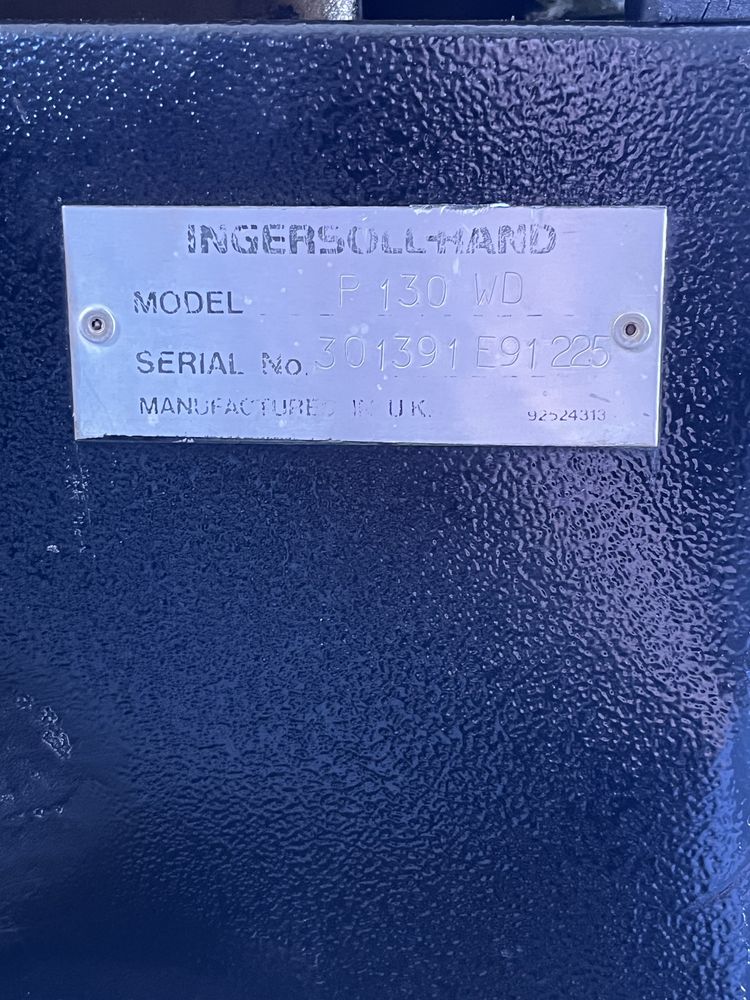 INGERSOLL-RAND
MODEL P 130 WD
SERIAL No. 301391 E91 225
MANUFACTURED IN U.K. 92524313